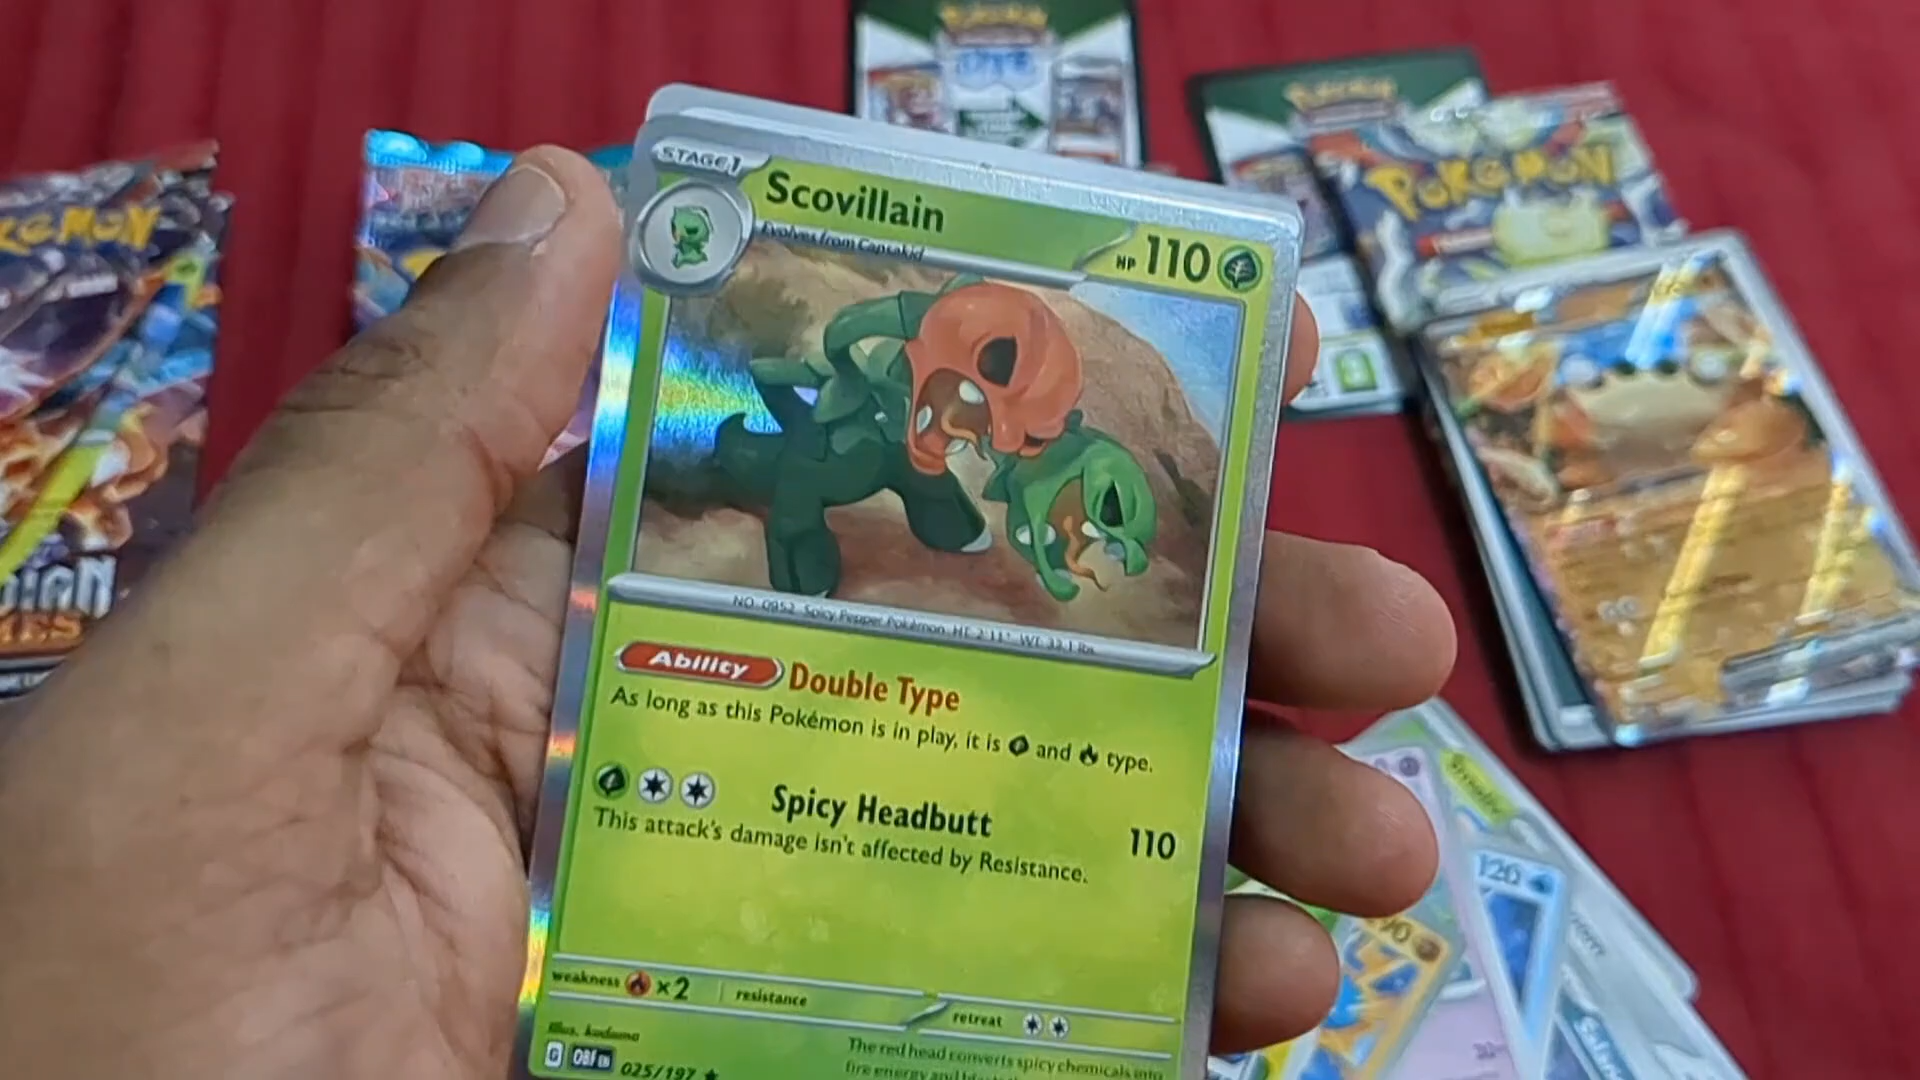 POKEMON
STAGE 1
Scovillain
Evolves from Capsakid
HP 110
NO. 0952 Spicy Pepper Pokémon HT: 2'11" WT: 33.1 lbs.
Ability Double Type
As long as this Pokémon is in play, it is and type.
Spicy Headbutt 110
This attack's damage isn't affected by Resistance.
weakness ×2 resistance
retreat
Illus. kodama
G OBF EN 025/197 ★
The red head converts spicy chemicals into
fire energy and
POKEMON
120
90